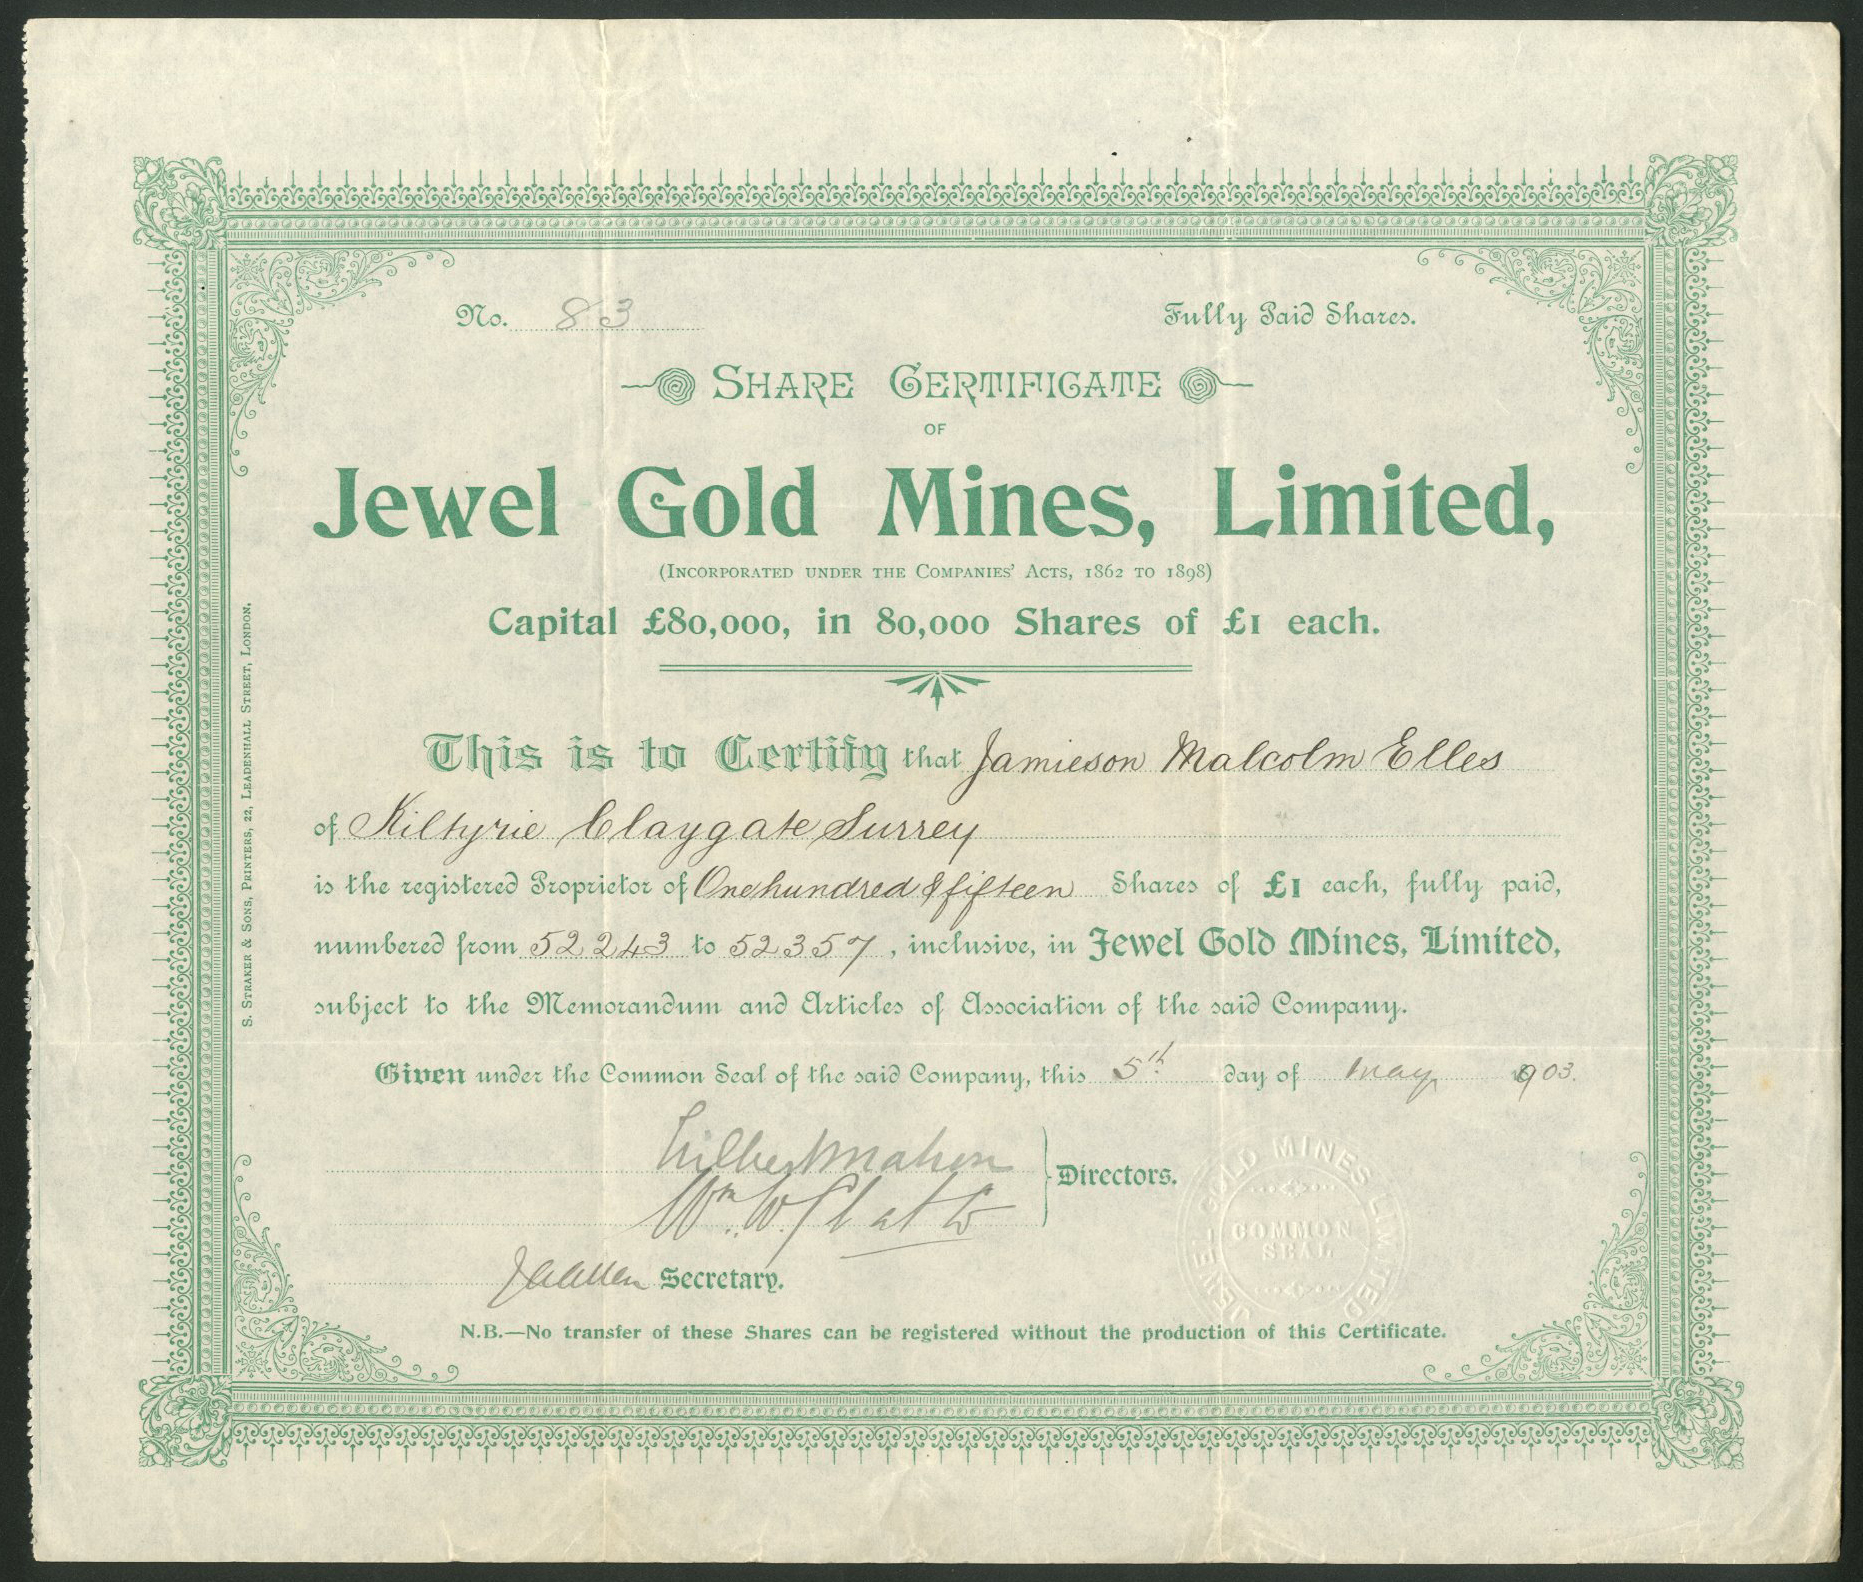 No. 83
Fully Paid Shares.
SHARE CERTIFICATE
OF
Jewel Gold Mines, Limited,
(INCORPORATED UNDER THE COMPANIES' ACTS, 1862 TO 1898)
Capital £80,000, in 80,000 Shares of £1 each.
This is to Certify that Jamieson Malcolm Elles
of Kiltyrie Claygate Surrey
is the registered Proprietor of One hundred & fifteen Shares of £1 each, fully paid,
numbered from 52243 to 52357, inclusive, in Jewel Gold Mines, Limited,
subject to the Memorandum and Articles of Association of the said Company.
Given under the Common Seal of the said Company, this 5th day of May 1903.
Directors.
Wm. W.
Secretary.
N.B.—No transfer of these Shares can be registered without the production of this Certificate.
S. STRAKER & SONS, PRINTERS, 22, LEADENHALL STREET, LONDON.
JEWEL GOLD MINES LIMITED
COMMON
SEAL